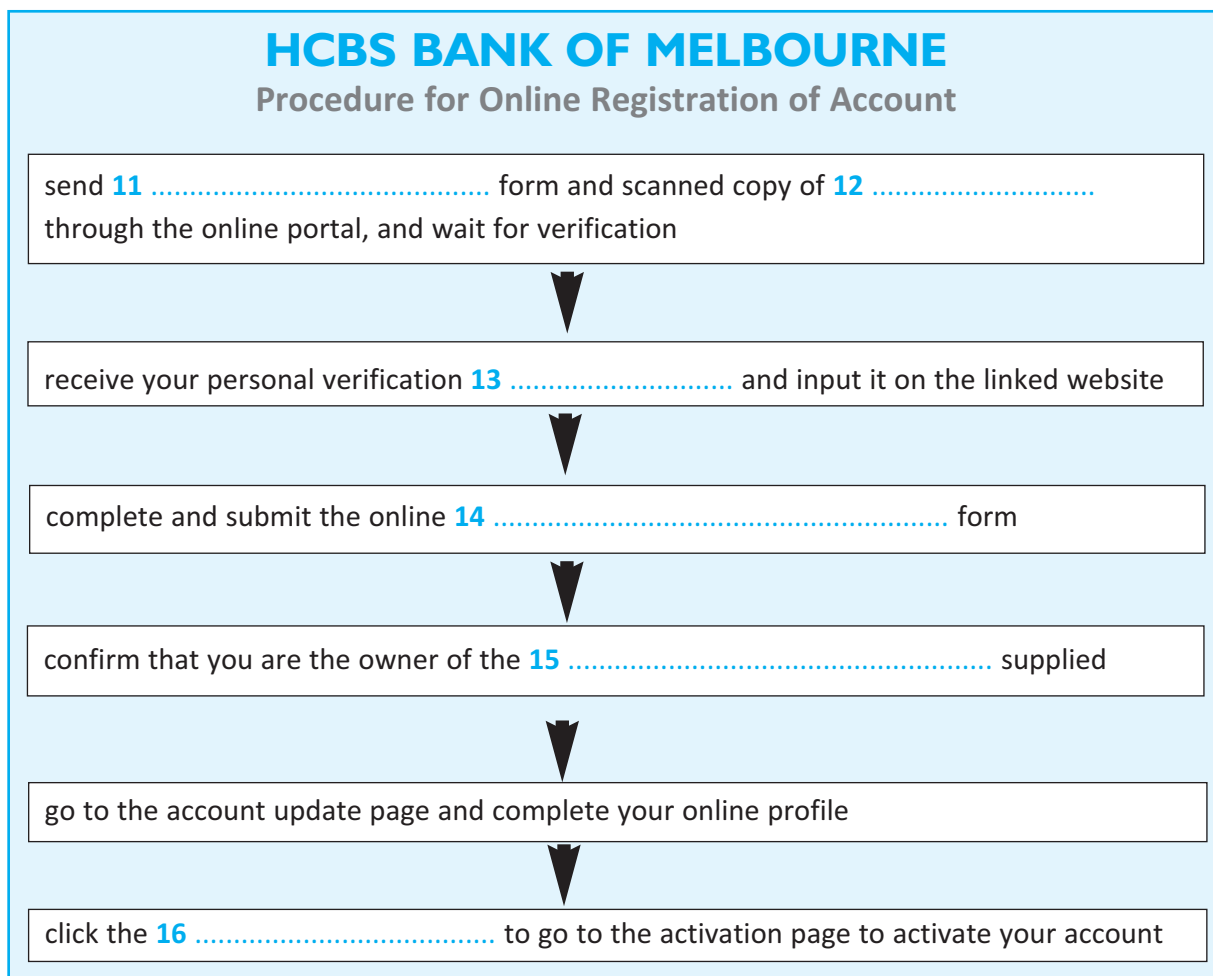 HCBS BANK OF MELBOURNE
Procedure for Online Registration of Account
send 11 ............................................ form and scanned copy of 12 .............................
through the online portal, and wait for verification
receive your personal verification 13 ............................. and input it on the linked website
complete and submit the online 14 ........................................................... form
confirm that you are the owner of the 15 ....................................................... supplied
go to the account update page and complete your online profile
click the 16 ....................................... to go to the activation page to activate your account